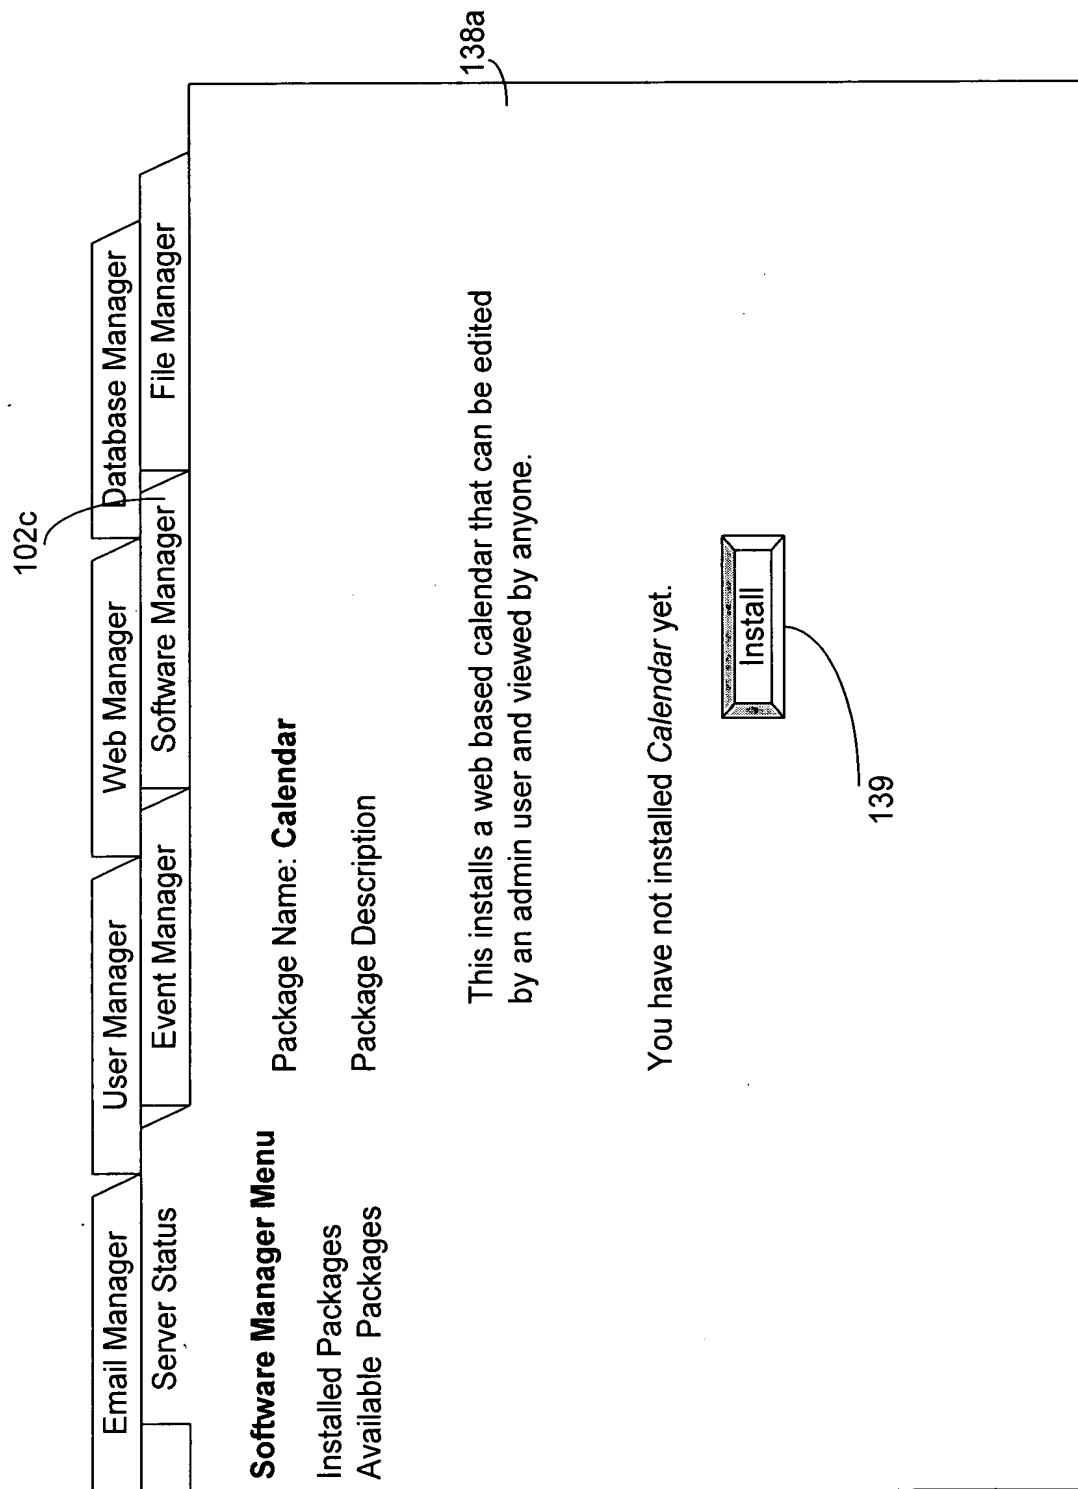 102c
138a
Email Manager
User Manager
Web Manager
Database Manager
Server Status
Event Manager
Software Manager
File Manager
Software Manager Menu
Installed Packages
Available Packages
Package Name: Calendar
Package Description
This installs a web based calendar that can be edited
by an admin user and viewed by anyone.
You have not installed Calendar yet.
Install
139